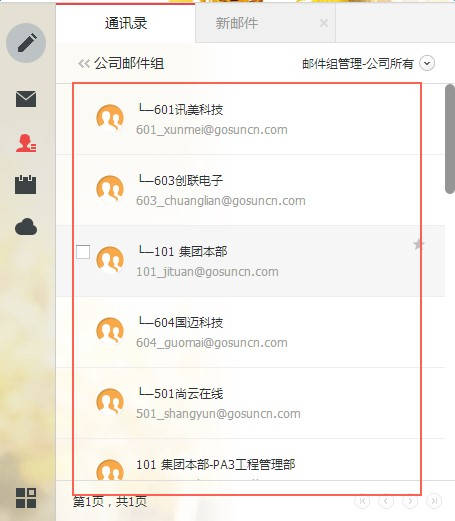 通讯录
新邮件
公司邮件组
邮件组管理-公司所有
└─601讯美科技
601_xunmei@gosuncn.com
└─603创联电子
603_chuanglian@gosuncn.com
└─101 集团本部
101_jituan@gosuncn.com
└─604国迈科技
604_guomai@gosuncn.com
└─501尚云在线
501_shangyun@gosuncn.com
101 集团本部-PA3工程管理部
第1页，共1页